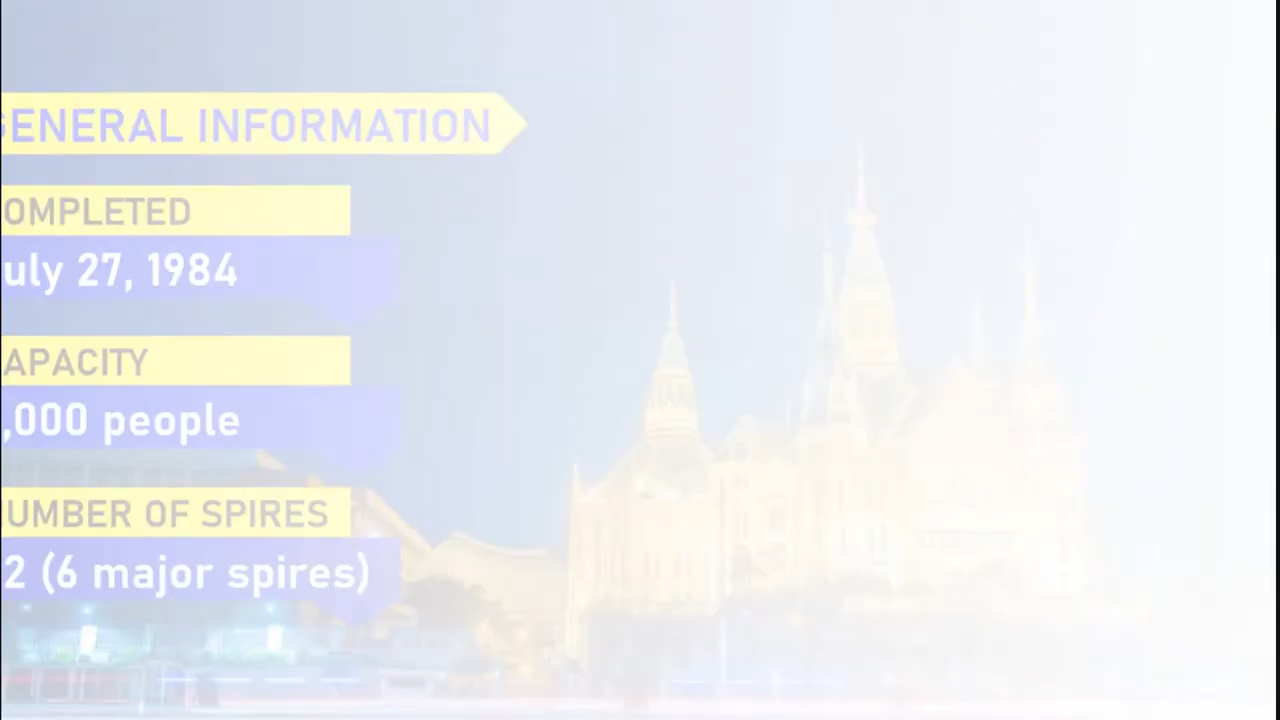 GENERAL INFORMATION
OMPLETED
uly 27, 1984
APACITY
,000 people
UMBER OF SPIRES
2 (6 major spires)